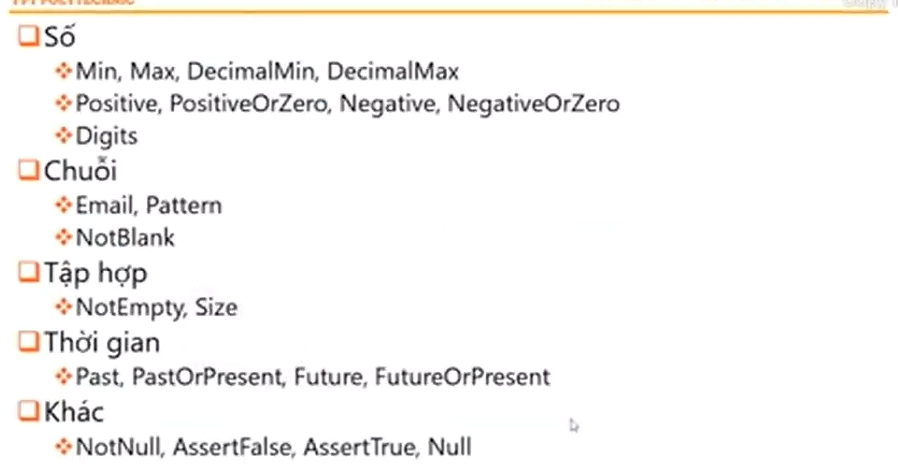 FPT POLYTECHNIC
Số
Min, Max, DecimalMin, DecimalMax
Positive, PositiveOrZero, Negative, NegativeOrZero
Digits
Chuỗi
Email, Pattern
NotBlank
Tập hợp
NotEmpty, Size
Thời gian
Past, PastOrPresent, Future, FutureOrPresent
Khác
NotNull, AssertFalse, AssertTrue, Null